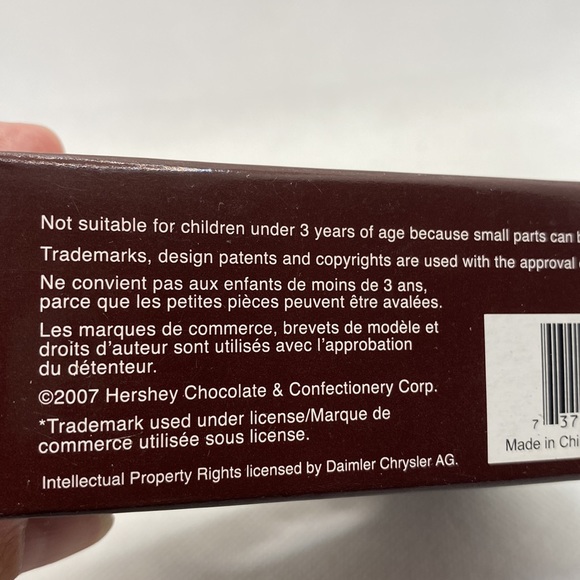 Not suitable for children under 3 years of age because small parts can
Trademarks, design patents and copyrights are used with the approval
Ne convient pas aux enfants de moins de 3 ans,
parce que les petites pièces peuvent être avalées.
Les marques de commerce, brevets de modèle et
droits d'auteur sont utilisés avec l'approbation
du détenteur.
©2007 Hershey Chocolate & Confectionery Corp.
*Trademark used under license/Marque de
commerce utilisée sous license.
Intellectual Property Rights licensed by Daimler Chrysler AG.
7 37
Made in Chi